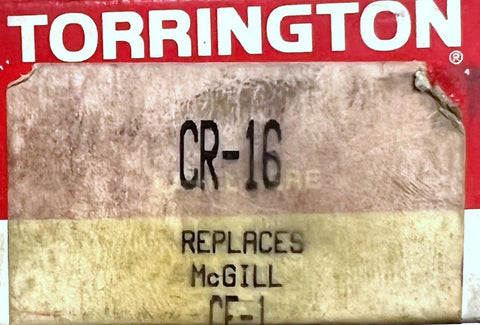 TORRINGTON®
CR-16
REPLACES
McGILL
CF-1